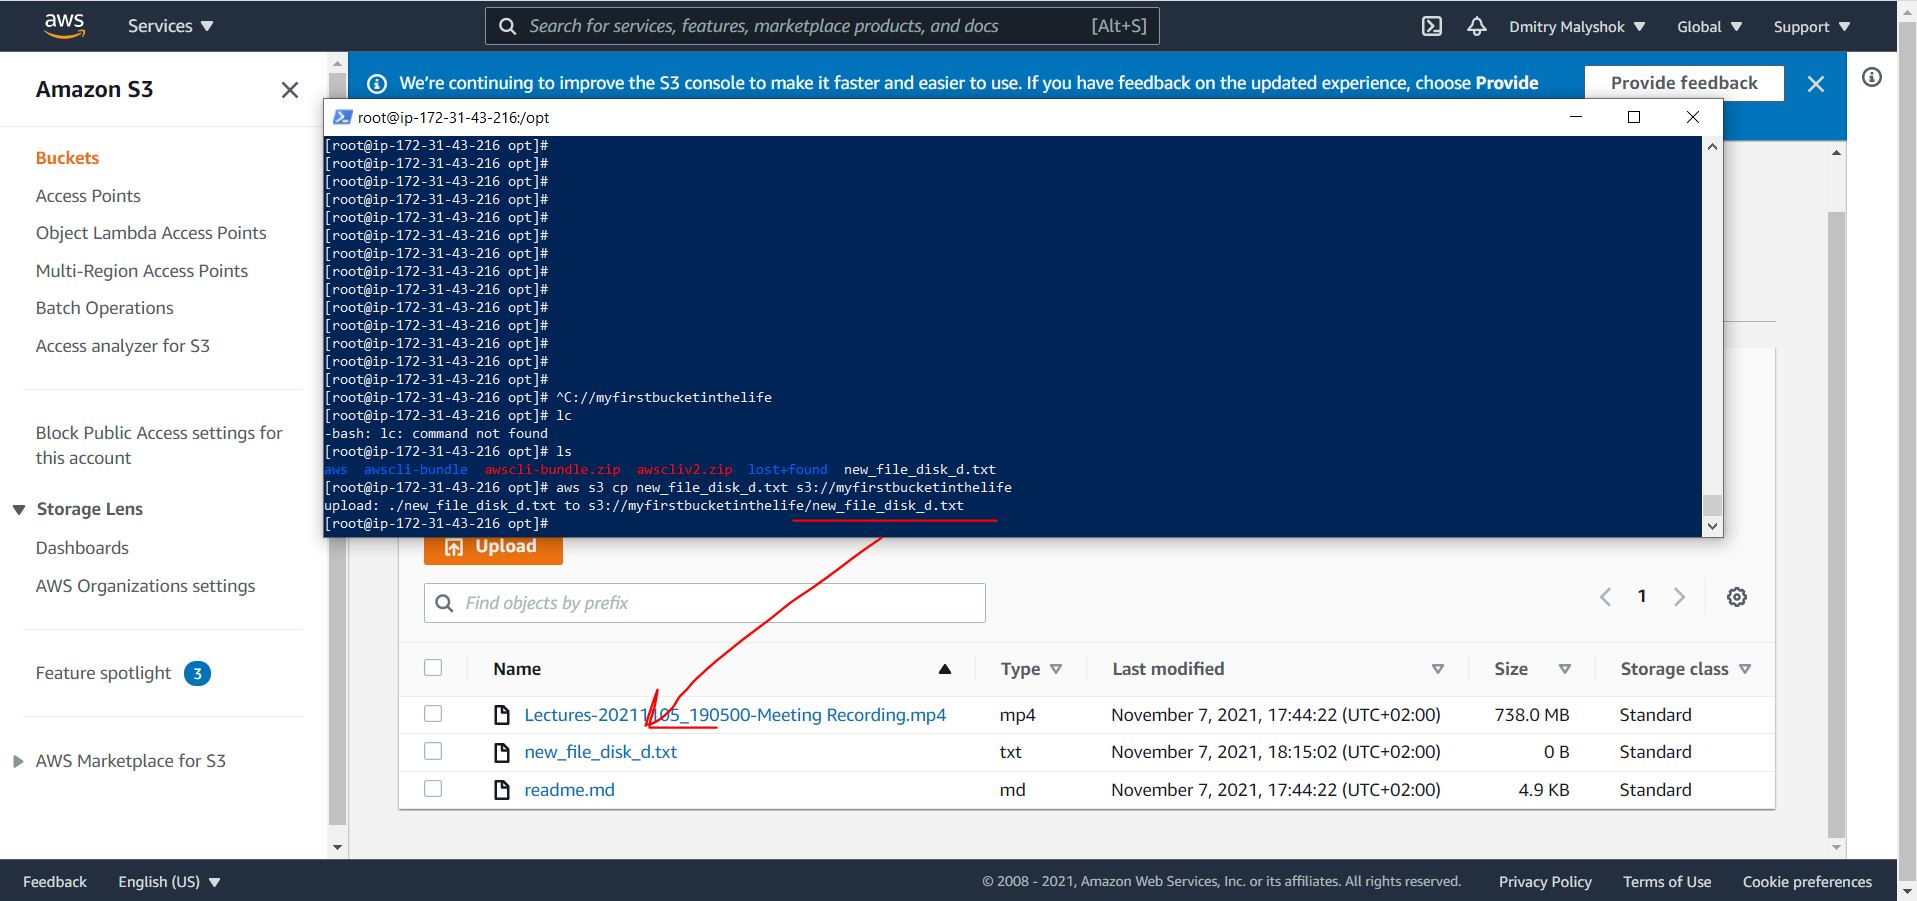 aws Services Search for services, features, marketplace products, and docs [Alt+S] Dmitry Malyshok Global Support
Amazon S3
Buckets
Access Points
Object Lambda Access Points
Multi-Region Access Points
Batch Operations
Access analyzer for S3
Block Public Access settings for
this account
Storage Lens
Dashboards
AWS Organizations settings
Feature spotlight 3
AWS Marketplace for S3
We're continuing to improve the S3 console to make it faster and easier to use. If you have feedback on the updated experience, choose Provide
Provide feedback
root@ip-172-31-43-216:/opt
[root@ip-172-31-43-216 opt]#
[root@ip-172-31-43-216 opt]#
[root@ip-172-31-43-216 opt]#
[root@ip-172-31-43-216 opt]#
[root@ip-172-31-43-216 opt]#
[root@ip-172-31-43-216 opt]#
[root@ip-172-31-43-216 opt]#
[root@ip-172-31-43-216 opt]#
[root@ip-172-31-43-216 opt]#
[root@ip-172-31-43-216 opt]#
[root@ip-172-31-43-216 opt]#
[root@ip-172-31-43-216 opt]#
[root@ip-172-31-43-216 opt]#
[root@ip-172-31-43-216 opt]#
[root@ip-172-31-43-216 opt]# ^C://myfirstbucketinthelife
[root@ip-172-31-43-216 opt]# lc
-bash: lc: command not found
[root@ip-172-31-43-216 opt]# ls
aws awscli-bundle awscli-bundle.zip awscliv2.zip lost+found new_file_disk_d.txt
[root@ip-172-31-43-216 opt]# aws s3 cp new_file_disk_d.txt s3://myfirstbucketinthelife
upload: ./new_file_disk_d.txt to s3://myfirstbucketinthelife/new_file_disk_d.txt
[root@ip-172-31-43-216 opt]#
Upload
Find objects by prefix
1
Name Type Last modified Size Storage class
Lectures-20211105_190500-Meeting Recording.mp4 mp4 November 7, 2021, 17:44:22 (UTC+02:00) 738.0 MB Standard
new_file_disk_d.txt txt November 7, 2021, 18:15:02 (UTC+02:00) 0 B Standard
readme.md md November 7, 2021, 17:44:22 (UTC+02:00) 4.9 KB Standard
Feedback English (US) © 2008 - 2021, Amazon Web Services, Inc. or its affiliates. All rights reserved. Privacy Policy Terms of Use Cookie preferences